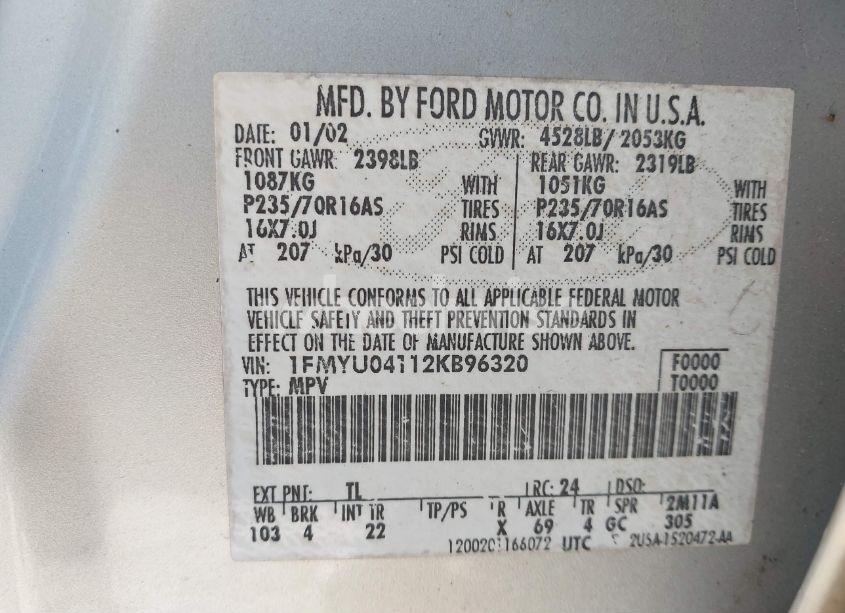 MFD. BY FORD MOTOR CO. IN U.S.A.
DATE: 01/02 GVWR: 4528LB/ 2053KG
FRONT GAWR: 2398LB REAR GAWR: 2319LB
1087KG WITH 1051KG WITH
P235/70R16AS TIRES P235/70R16AS TIRES
16X7.0J RIMS 16X7.0J RIMS
AT 207 kPa/30 PSI COLD AT 207 kPa/30 PSI COLD
THIS VEHICLE CONFORMS TO ALL APPLICABLE FEDERAL MOTOR
VEHICLE SAFETY AND THEFT PREVENTION STANDARDS IN
EFFECT ON THE DATE OF MANUFACTURE SHOWN ABOVE.
VIN: 1FMYU04112KB96320 F0000
TYPE: MPV T0000
EXT PNT: TL RC: 24 DSO:
WB BRK INT TR TP/PS R AXLE TR SPR 2M11A
103 4 22 X 69 4 GC 305
1200201166072 UTC 2USA-1520472-AA